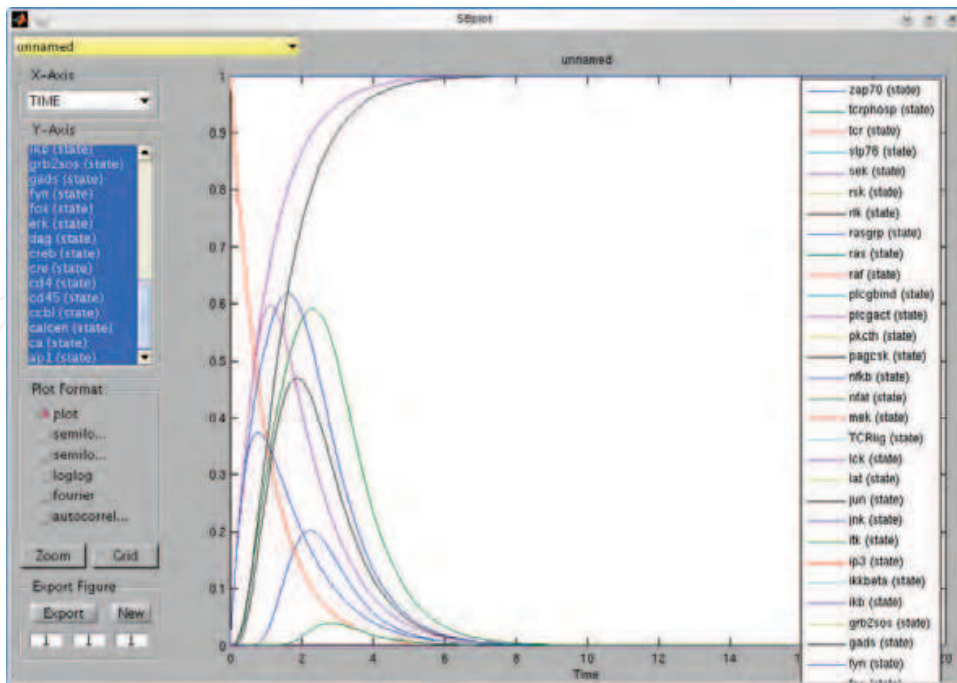 SBplot
unnamed
X-Axis
TIME
Y-Axis
ikb (state)
grb2sos (state)
gads (state)
fyn (state)
fos (state)
erk (state)
dag (state)
creb (state)
cre (state)
cd4 (state)
cd45 (state)
ccbl (state)
calcen (state)
ca (state)
ap1 (state)
Plot Format
plot
semilo...
semilo...
loglog
fourier
autocorrel...
Zoom
Grid
Export Figure
Export
New
1
1
1
unnamed
1
0.9
0.8
0.7
0.6
0.5
0.4
0.3
0.2
0.1
0
0
2
4
6
8
10
12
14
20
Time
zap70 (state)
tcrphosp (state)
tcr (state)
slp76 (state)
sek (state)
rsk (state)
rlk (state)
rasgrp (state)
ras (state)
raf (state)
plcgbind (state)
plcgact (state)
pkcth (state)
pagcsk (state)
nfkb (state)
nfat (state)
mek (state)
TCRlig (state)
lck (state)
lat (state)
jun (state)
jnk (state)
itk (state)
ip3 (state)
ikkbeta (state)
ikb (state)
grb2sos (state)
gads (state)
fyn (state)